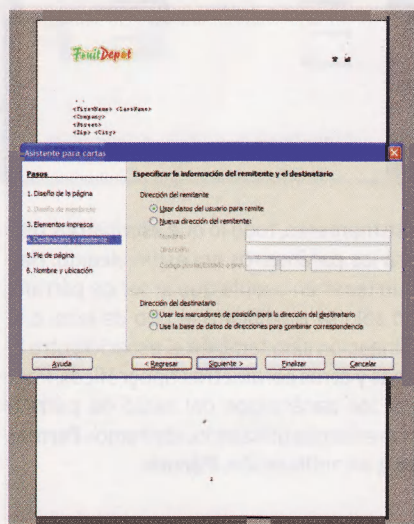 FruitDepot
<FirstName> <LastName>
<Company>
<Street>
<Zip> <City>
Asistente para cartas
Pasos
1. Diseño de la página
2. Diseño de membrete
3. Elementos impresos
4. Destinatario y remitente
5. Pie de página
6. Nombre y ubicación
Especificar la información del remitente y el destinatario
Dirección del remitente
Usar datos del usuario para remite
Nueva dirección del remitente:
Nombre:
Dirección:
Dirección del destinatario
Usar los marcadores de posición para la dirección del destinatario
Use la base de datos de direcciones para combinar correspondencia
Ayuda
< Regresar
Siguiente >
Finalizar
Cancelar